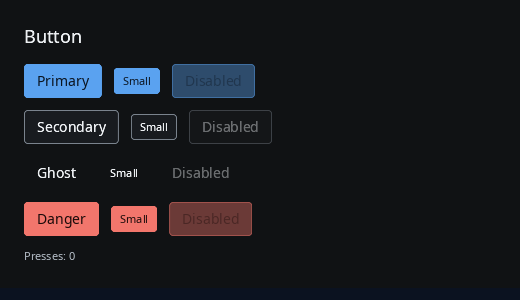 Button
Primary Small Disabled
Secondary Small Disabled
Ghost Small Disabled
Danger Small Disabled
Presses: 0